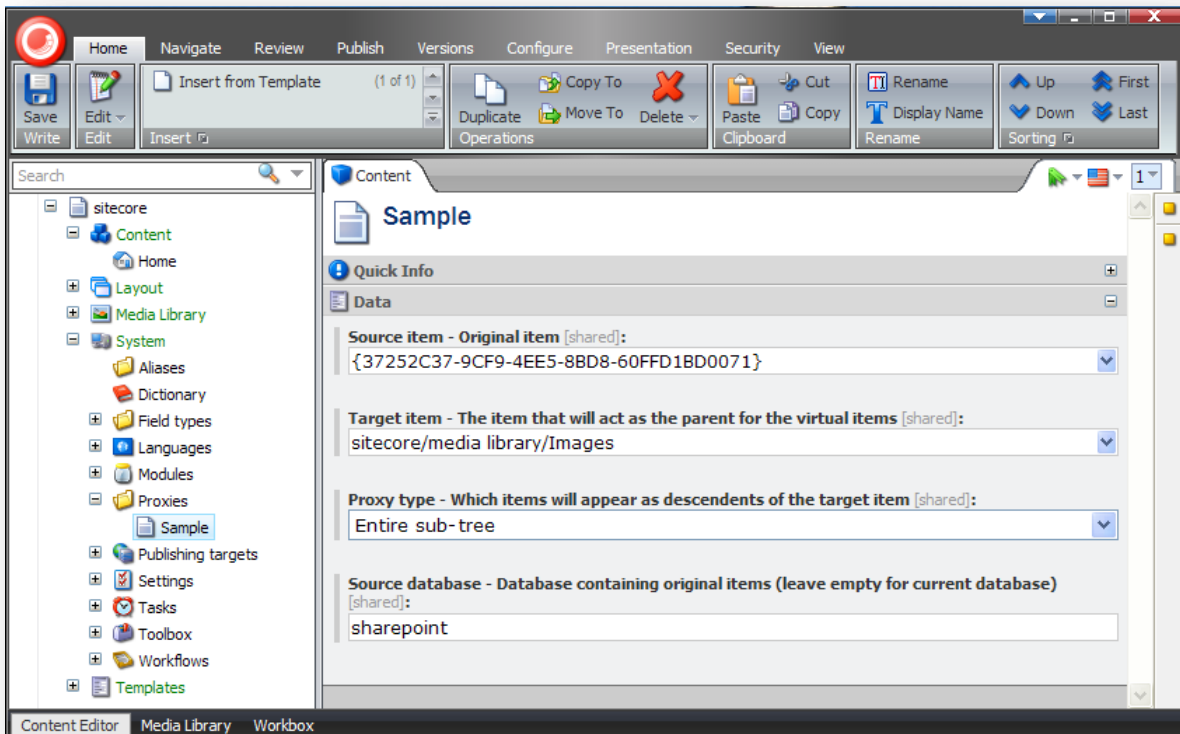 Home Navigate Review Publish Versions Configure Presentation Security View
Save
Write
Edit
Edit
Insert from Template (1 of 1)
Insert
Duplicate
Copy To
Move To
Delete
Operations
Paste
Cut
Copy
Clipboard
Rename
Display Name
Rename
Up
First
Down
Last
Sorting
Search
sitecore
Content
Home
Layout
Media Library
System
Aliases
Dictionary
Field types
Languages
Modules
Proxies
Sample
Publishing targets
Settings
Tasks
Toolbox
Workflows
Templates
Content
1
Sample
Quick Info
Data
Source item - Original item [shared]:
{37252C37-9CF9-4EE5-8BD8-60FFD1BD0071}
Target item - The item that will act as the parent for the virtual items [shared]:
sitecore/media library/Images
Proxy type - Which items will appear as descendents of the target item [shared]:
Entire sub-tree
Source database - Database containing original items (leave empty for current database)
[shared]:
sharepoint
Content Editor Media Library Workbox